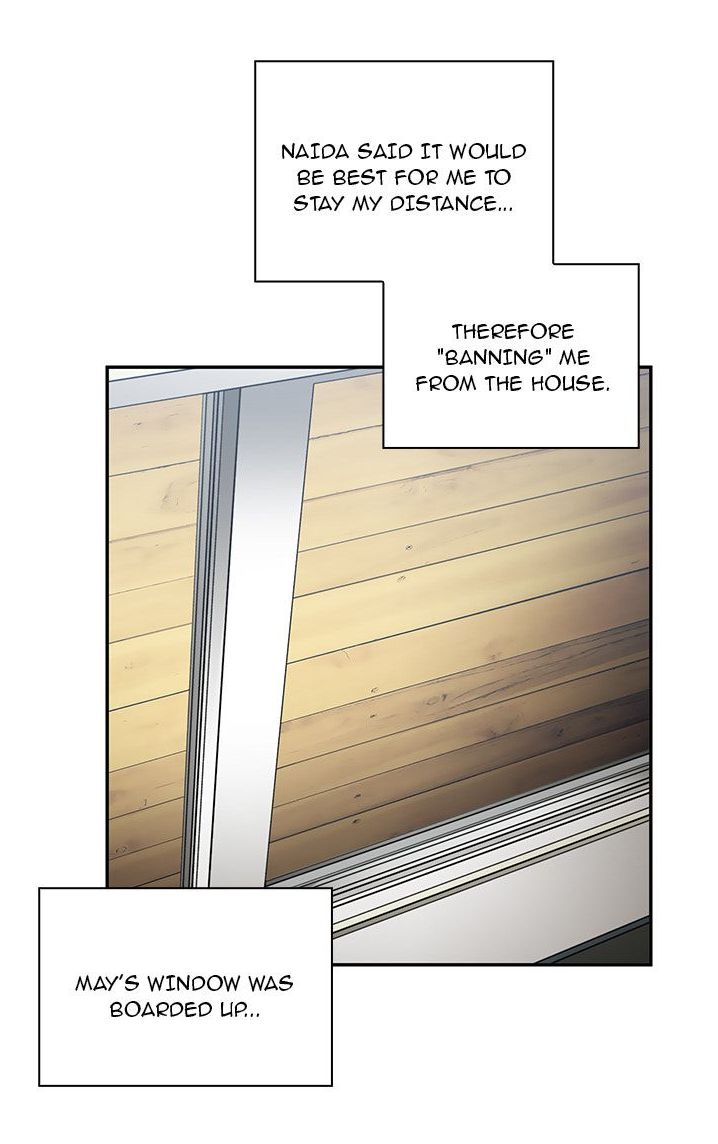 NAIDA SAID IT WOULD
BE BEST FOR ME TO
STAY MY DISTANCE...
THEREFORE
"BANNING" ME
FROM THE HOUSE.
MAY'S WINDOW WAS
BOARDED UP...